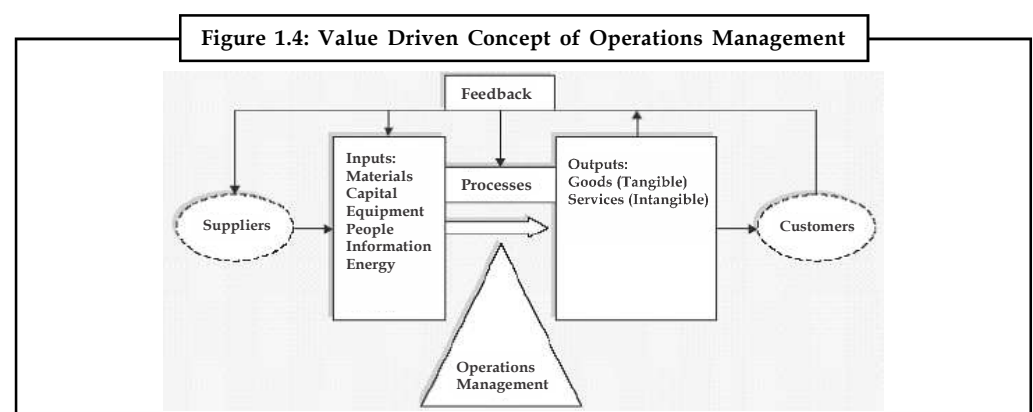 Figure 1.4: Value Driven Concept of Operations Management
Feedback
Inputs:
Materials
Capital
Equipment
People
Information
Energy
Processes
Outputs:
Goods (Tangible)
Services (Intangible)
Suppliers
Customers
Operations
Management